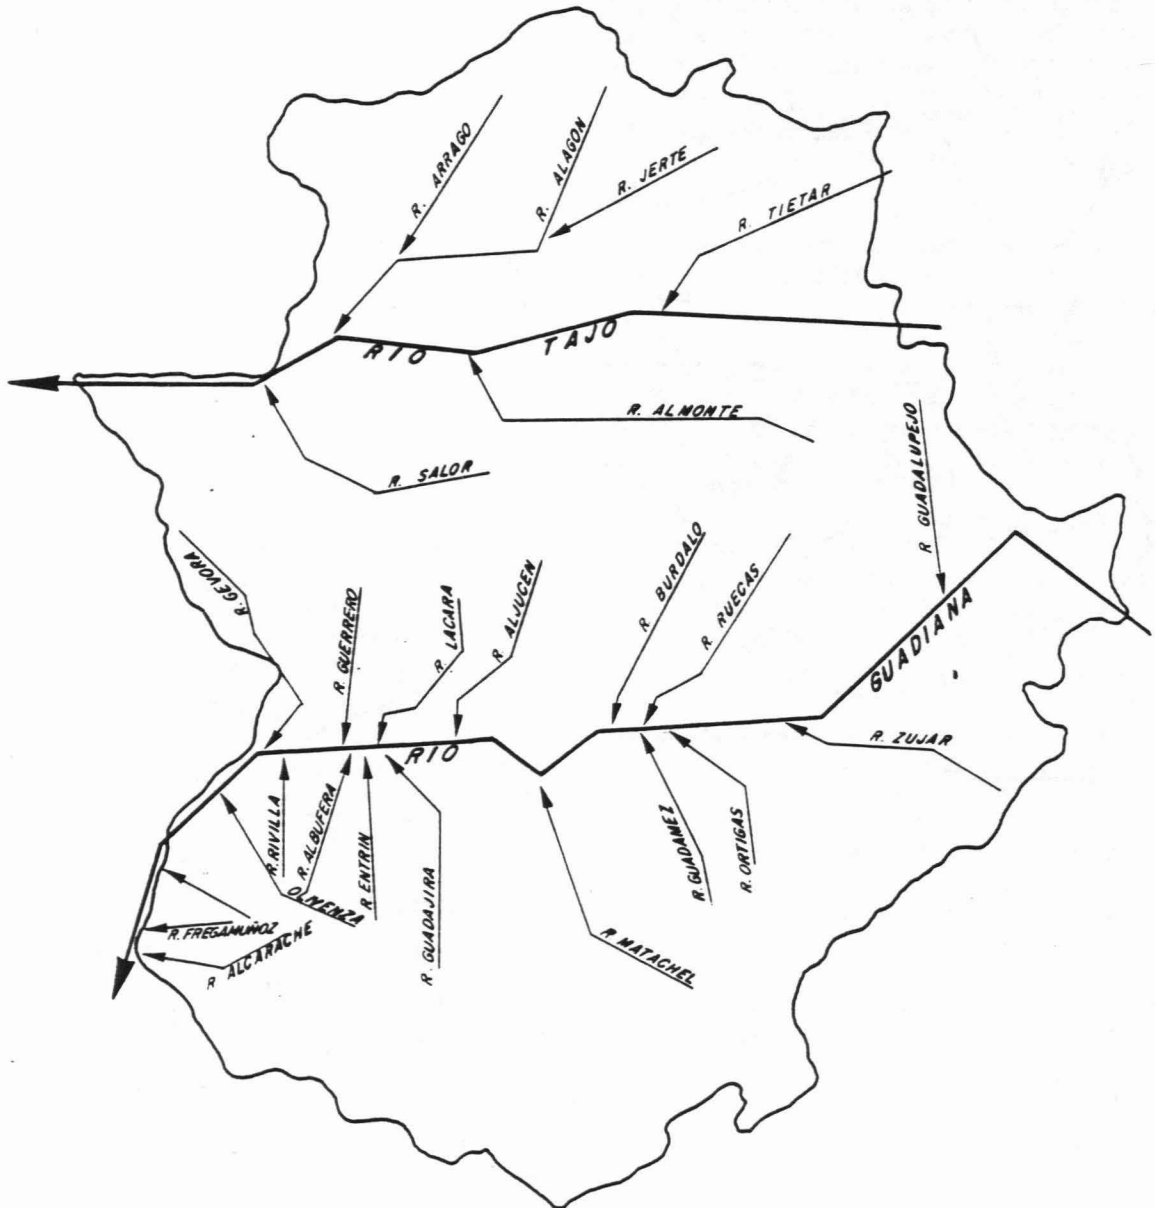 R. ARRAGO
R. ALAGON
R. JERTE
R. TIETAR
RIO TAJO
R. ALMONTE
R. SALOR
R GUADALUPEJO
R. GEVORA
R. GUERRERO
R. LACARA
R. ALJUCEN
R. BURDALO
R. RUECAS
GUADIANA
RIO
R. ZUJAR
R. RIVILLA
R. ALBUFERA
R. ENTRIN
R. GUADAJIRA
OLIVENZA
R. GUADAMEZ
R. ORTIGAS
R. MATACHEL
R. FREGAMUÑOZ
R ALCARACHE